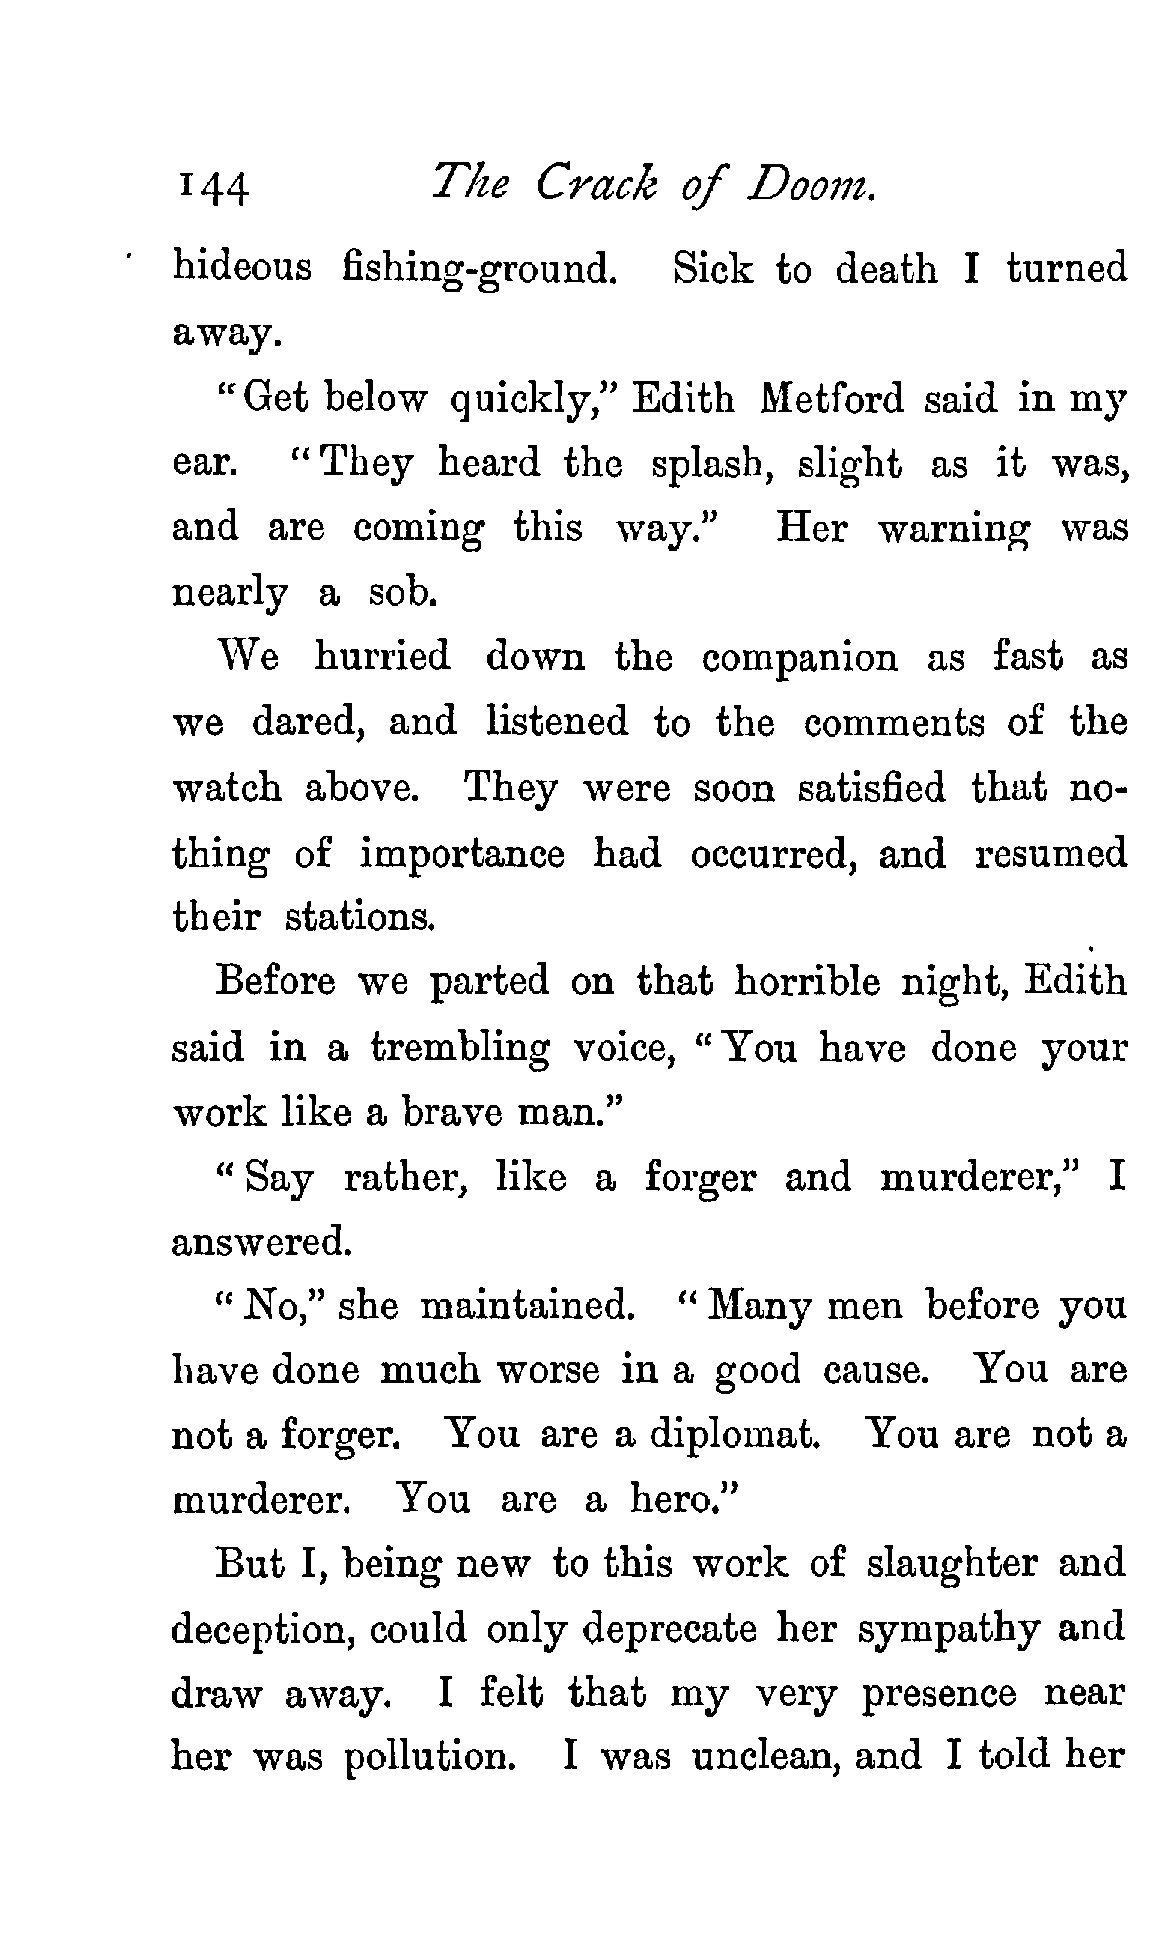 144 The Crack of Doom.
hideous fishing-ground. Sick to death I turned
away.
"Get below quickly," Edith Metford said in my
ear. "They heard the splash, slight as it was,
and are coming this way." Her warning was
nearly a sob.
We hurried down the companion as fast as
we dared, and listened to the comments of the
watch above. They were soon satisfied that no-
thing of importance had occurred, and resumed
their stations.
Before we parted on that horrible night, Edith
said in a trembling voice, "You have done your
work like a brave man."
"Say rather, like a forger and murderer," I
answered.
"No," she maintained. "Many men before you
have done much worse in a good cause. You are
not a forger. You are a diplomat. You are not a
murderer. You are a hero."
But I, being new to this work of slaughter and
deception, could only deprecate her sympathy and
draw away. I felt that my very presence near
her was pollution. I was unclean, and I told her